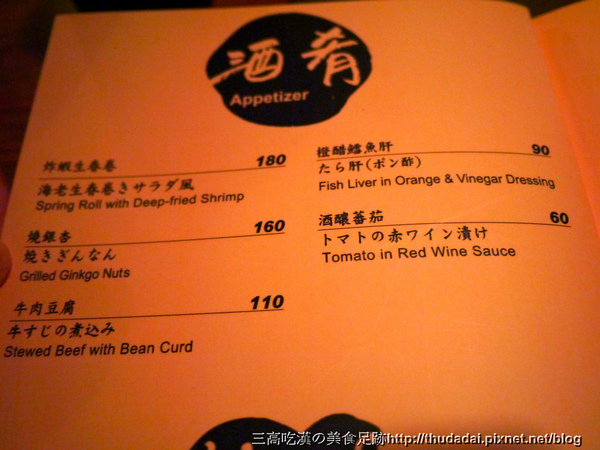 酒肴
Appetizer
炸蝦生春卷 180
海老生春巻きサラダ風
Spring Roll with Deep-fried Shrimp
燒銀杏 160
焼きぎんなん
Grilled Ginkgo Nuts
牛肉豆腐 110
牛すじの煮込み
Stewed Beef with Bean Curd
橙醋鱈魚肝 90
たら肝(ポン酢)
Fish Liver in Orange & Vinegar Dressing
酒釀蕃茄 60
トマトの赤ワイン漬け
Tomato in Red Wine Sauce
三高吃漢の美食足跡http://thudadai.pixnet.net/blog